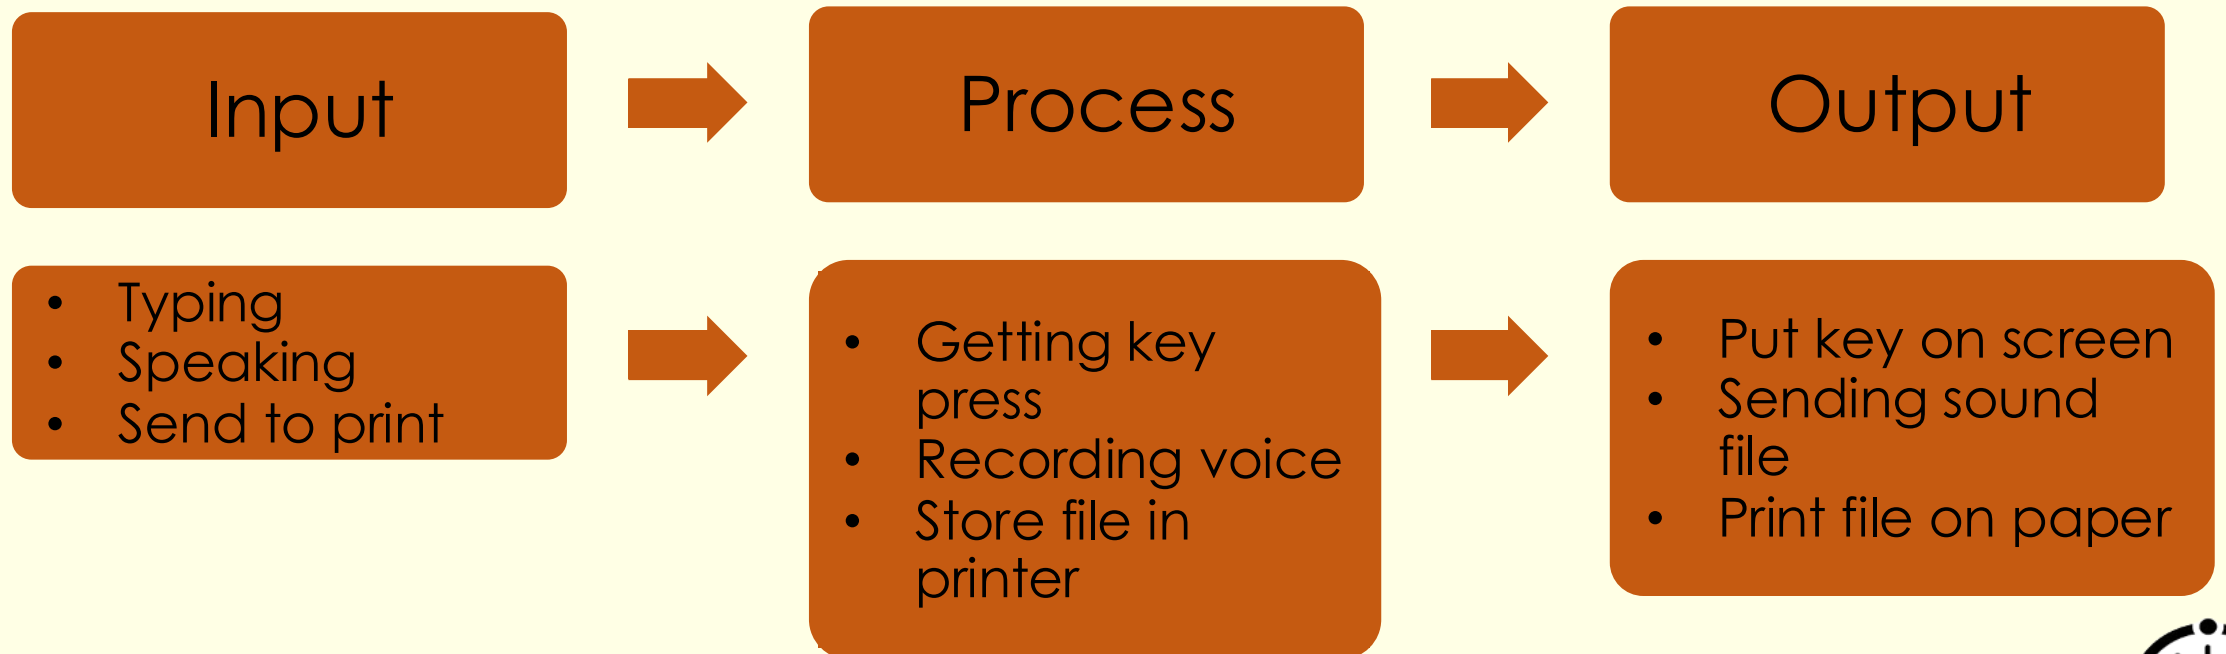 Input
Process
Output
• Typing
• Speaking
• Send to print
• Getting key
press
• Recording voice
• Store file in
printer
• Put key on screen
• Sending sound
file
• Print file on paper